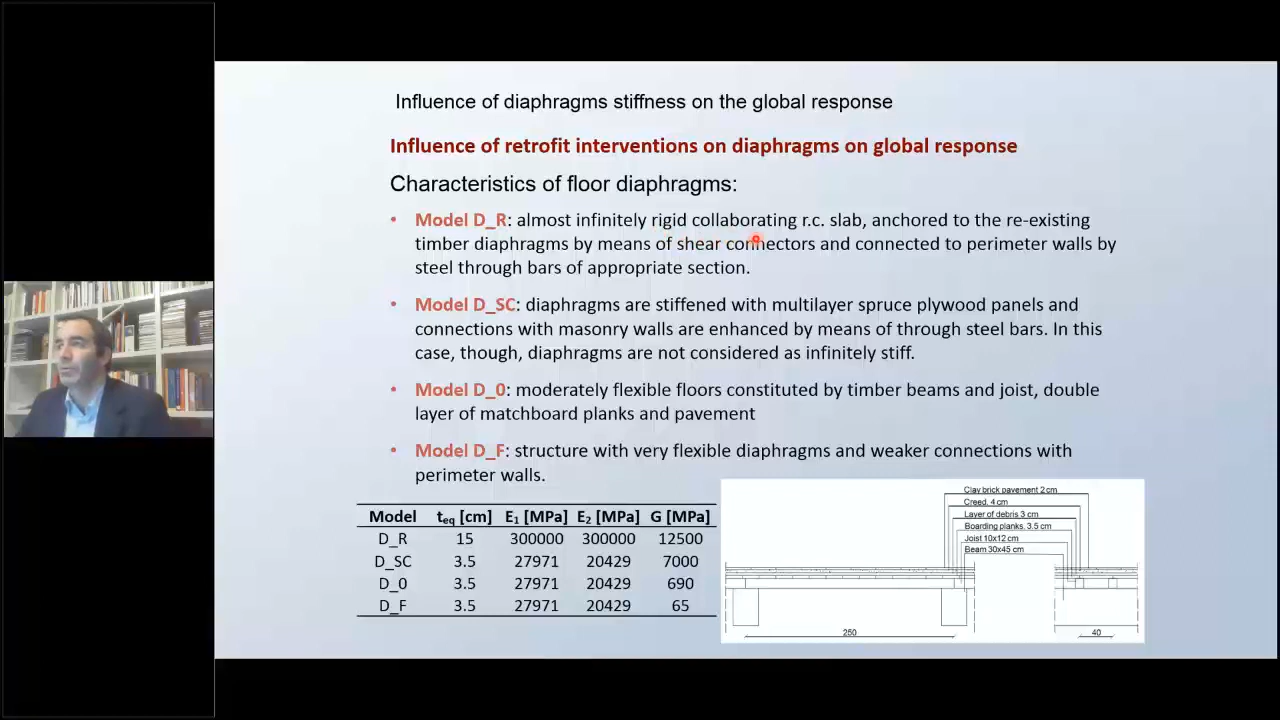 Influence of diaphragms stiffness on the global response
Influence of retrofit interventions on diaphragms on global response
Characteristics of floor diaphragms:
• Model D_R: almost infinitely rigid collaborating r.c. slab, anchored to the re-existing
timber diaphragms by means of shear connectors and connected to perimeter walls by
steel through bars of appropriate section.
• Model D_SC: diaphragms are stiffened with multilayer spruce plywood panels and
connections with masonry walls are enhanced by means of through steel bars. In this
case, though, diaphragms are not considered as infinitely stiff.
• Model D_0: moderately flexible floors constituted by timber beams and joist, double
layer of matchboard planks and pavement
• Model D_F: structure with very flexible diaphragms and weaker connections with
perimeter walls.
Model teq [cm] E1 [MPa] E2 [MPa] G [MPa]
D_R 15 300000 300000 12500
D_SC 3.5 27971 20429 7000
D_0 3.5 27971 20429 690
D_F 3.5 27971 20429 65
Clay brick pavement 2 cm
Creed. 4 cm
Layer of debris 3 cm
Boarding planks. 3.5 cm
Joist 10x12 cm
Beam 30x45 cm
250
40